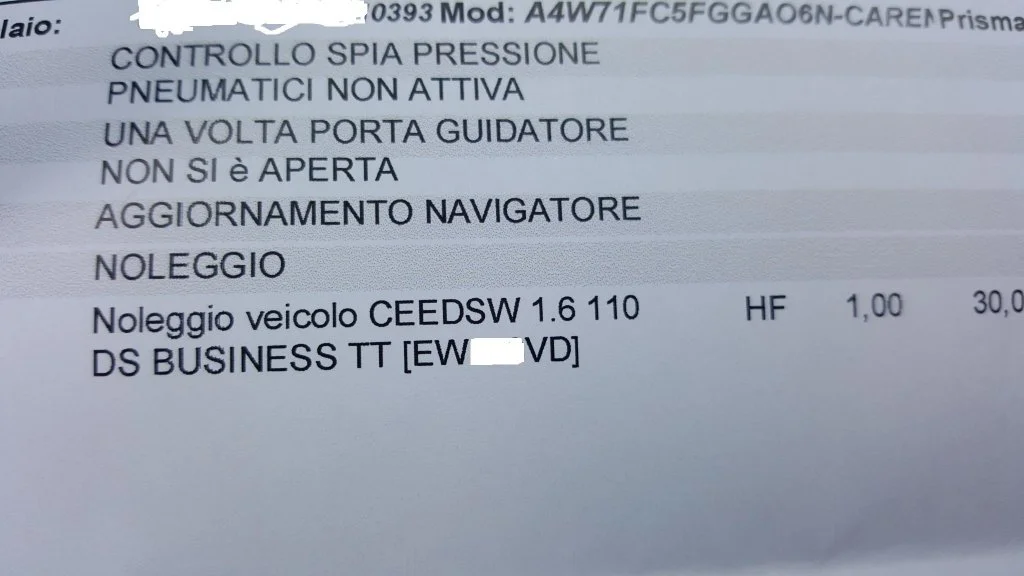 laio: 0393 Mod: A4W71FC5FGGAO6N-CAREN Prisma
CONTROLLO SPIA PRESSIONE
PNEUMATICI NON ATTIVA
UNA VOLTA PORTA GUIDATORE
NON SI è APERTA
AGGIORNAMENTO NAVIGATORE
NOLEGGIO
Noleggio veicolo CEEDSW 1.6 110 HF 1,00 30,0
DS BUSINESS TT [EW VD]